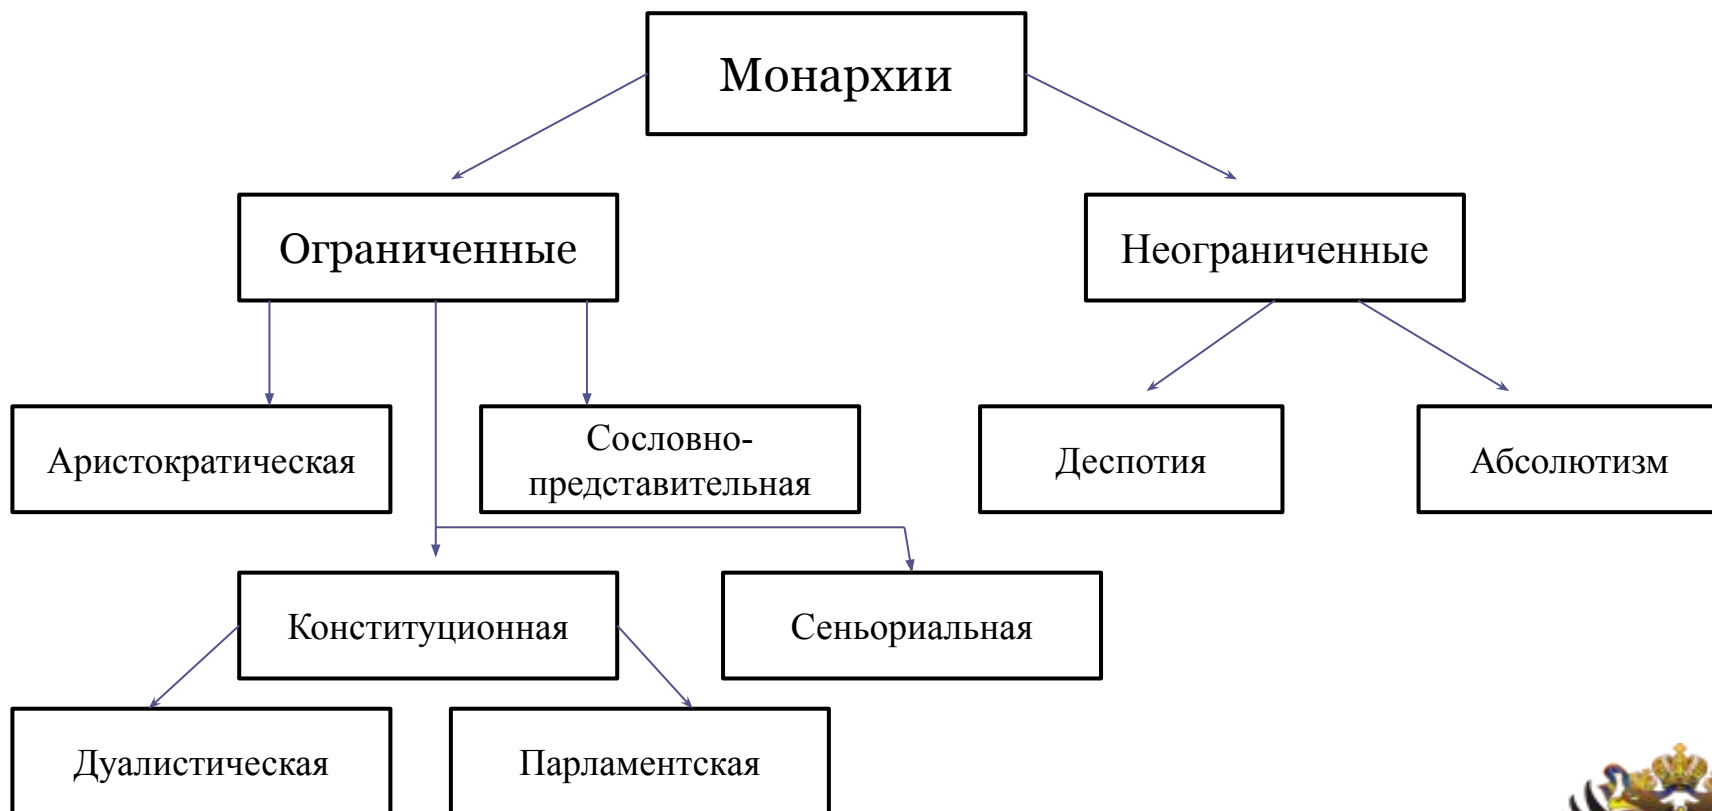 Монархии
Ограниченные
Неограниченные
Аристократическая
Сословно-
представительная
Деспотия
Абсолютизм
Конституционная
Сеньориальная
Дуалистическая
Парламентская